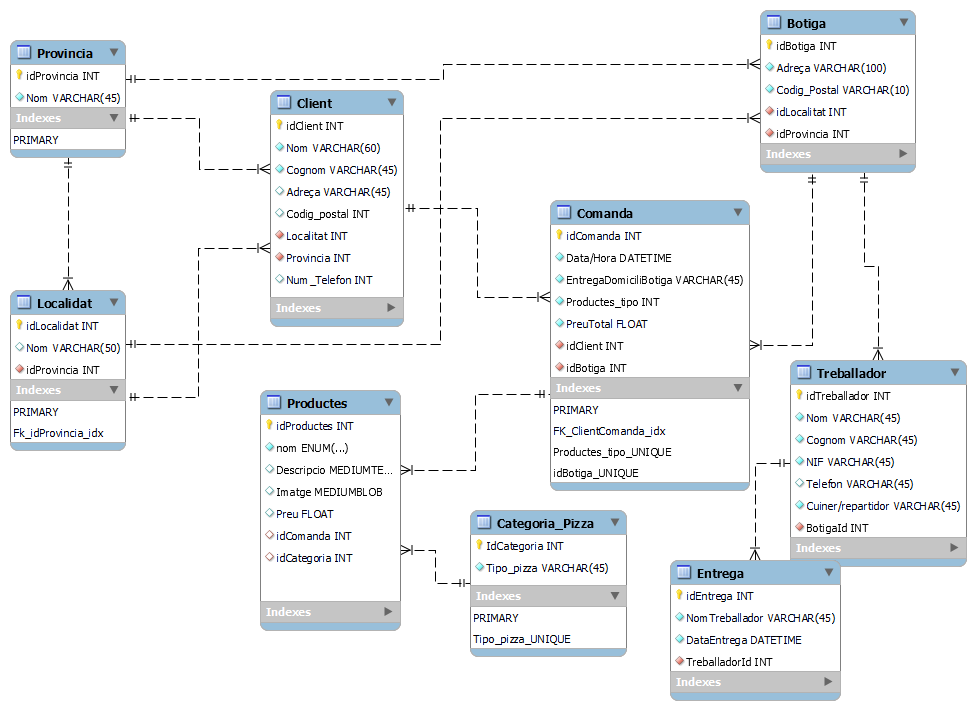 Provincia
idProvincia INT
Nom VARCHAR(45)
Indexes
PRIMARY
Client
idClient INT
Nom VARCHAR(60)
Cognom VARCHAR(45)
Adreça VARCHAR(45)
Codig_postal INT
Localitat INT
Provincia INT
Num_Telefon INT
Indexes
Botiga
idBotiga INT
Adreça VARCHAR(100)
Codig_Postal VARCHAR(10)
idLocalitat INT
idProvincia INT
Indexes
Comanda
idComanda INT
Data/Hora DATETIME
EntregaDomiciliBotiga VARCHAR(45)
Productes_tipo INT
PreuTotal FLOAT
idClient INT
idBotiga INT
Indexes
PRIMARY
FK_ClientComanda_idx
Productes_tipo_UNIQUE
idBotiga_UNIQUE
Localidat
idLocalidat INT
Nom VARCHAR(50)
idProvincia INT
Indexes
PRIMARY
Fk_idProvincia_idx
Productes
idProductes INT
nom ENUM(...)
Descripcio MEDIUMTE...
Imatge MEDIUMBLOB
Preu FLOAT
idComanda INT
idCategoria INT
Indexes
Treballador
idTreballador INT
Nom VARCHAR(45)
Cognom VARCHAR(45)
NIF VARCHAR(45)
Telefon VARCHAR(45)
Cuiner/repartidor VARCHAR(45)
BotigaId INT
Indexes
Categoria_Pizza
IdCategoria INT
Tipo_pizza VARCHAR(45)
Indexes
PRIMARY
Tipo_pizza_UNIQUE
Entrega
idEntrega INT
NomTreballador VARCHAR(45)
DataEntrega DATETIME
TreballadorId INT
Indexes